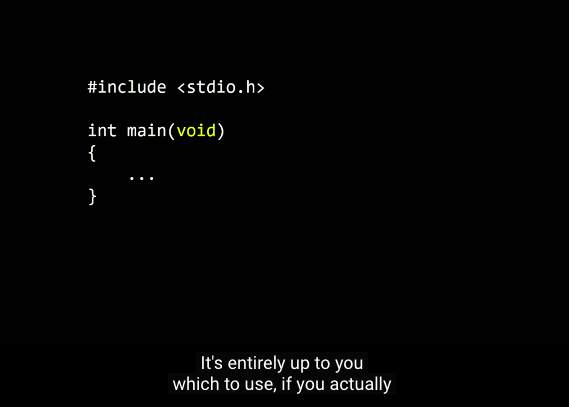 #include <stdio.h>
int main(void)
{
    ...
}
It's entirely up to you
which to use, if you actually